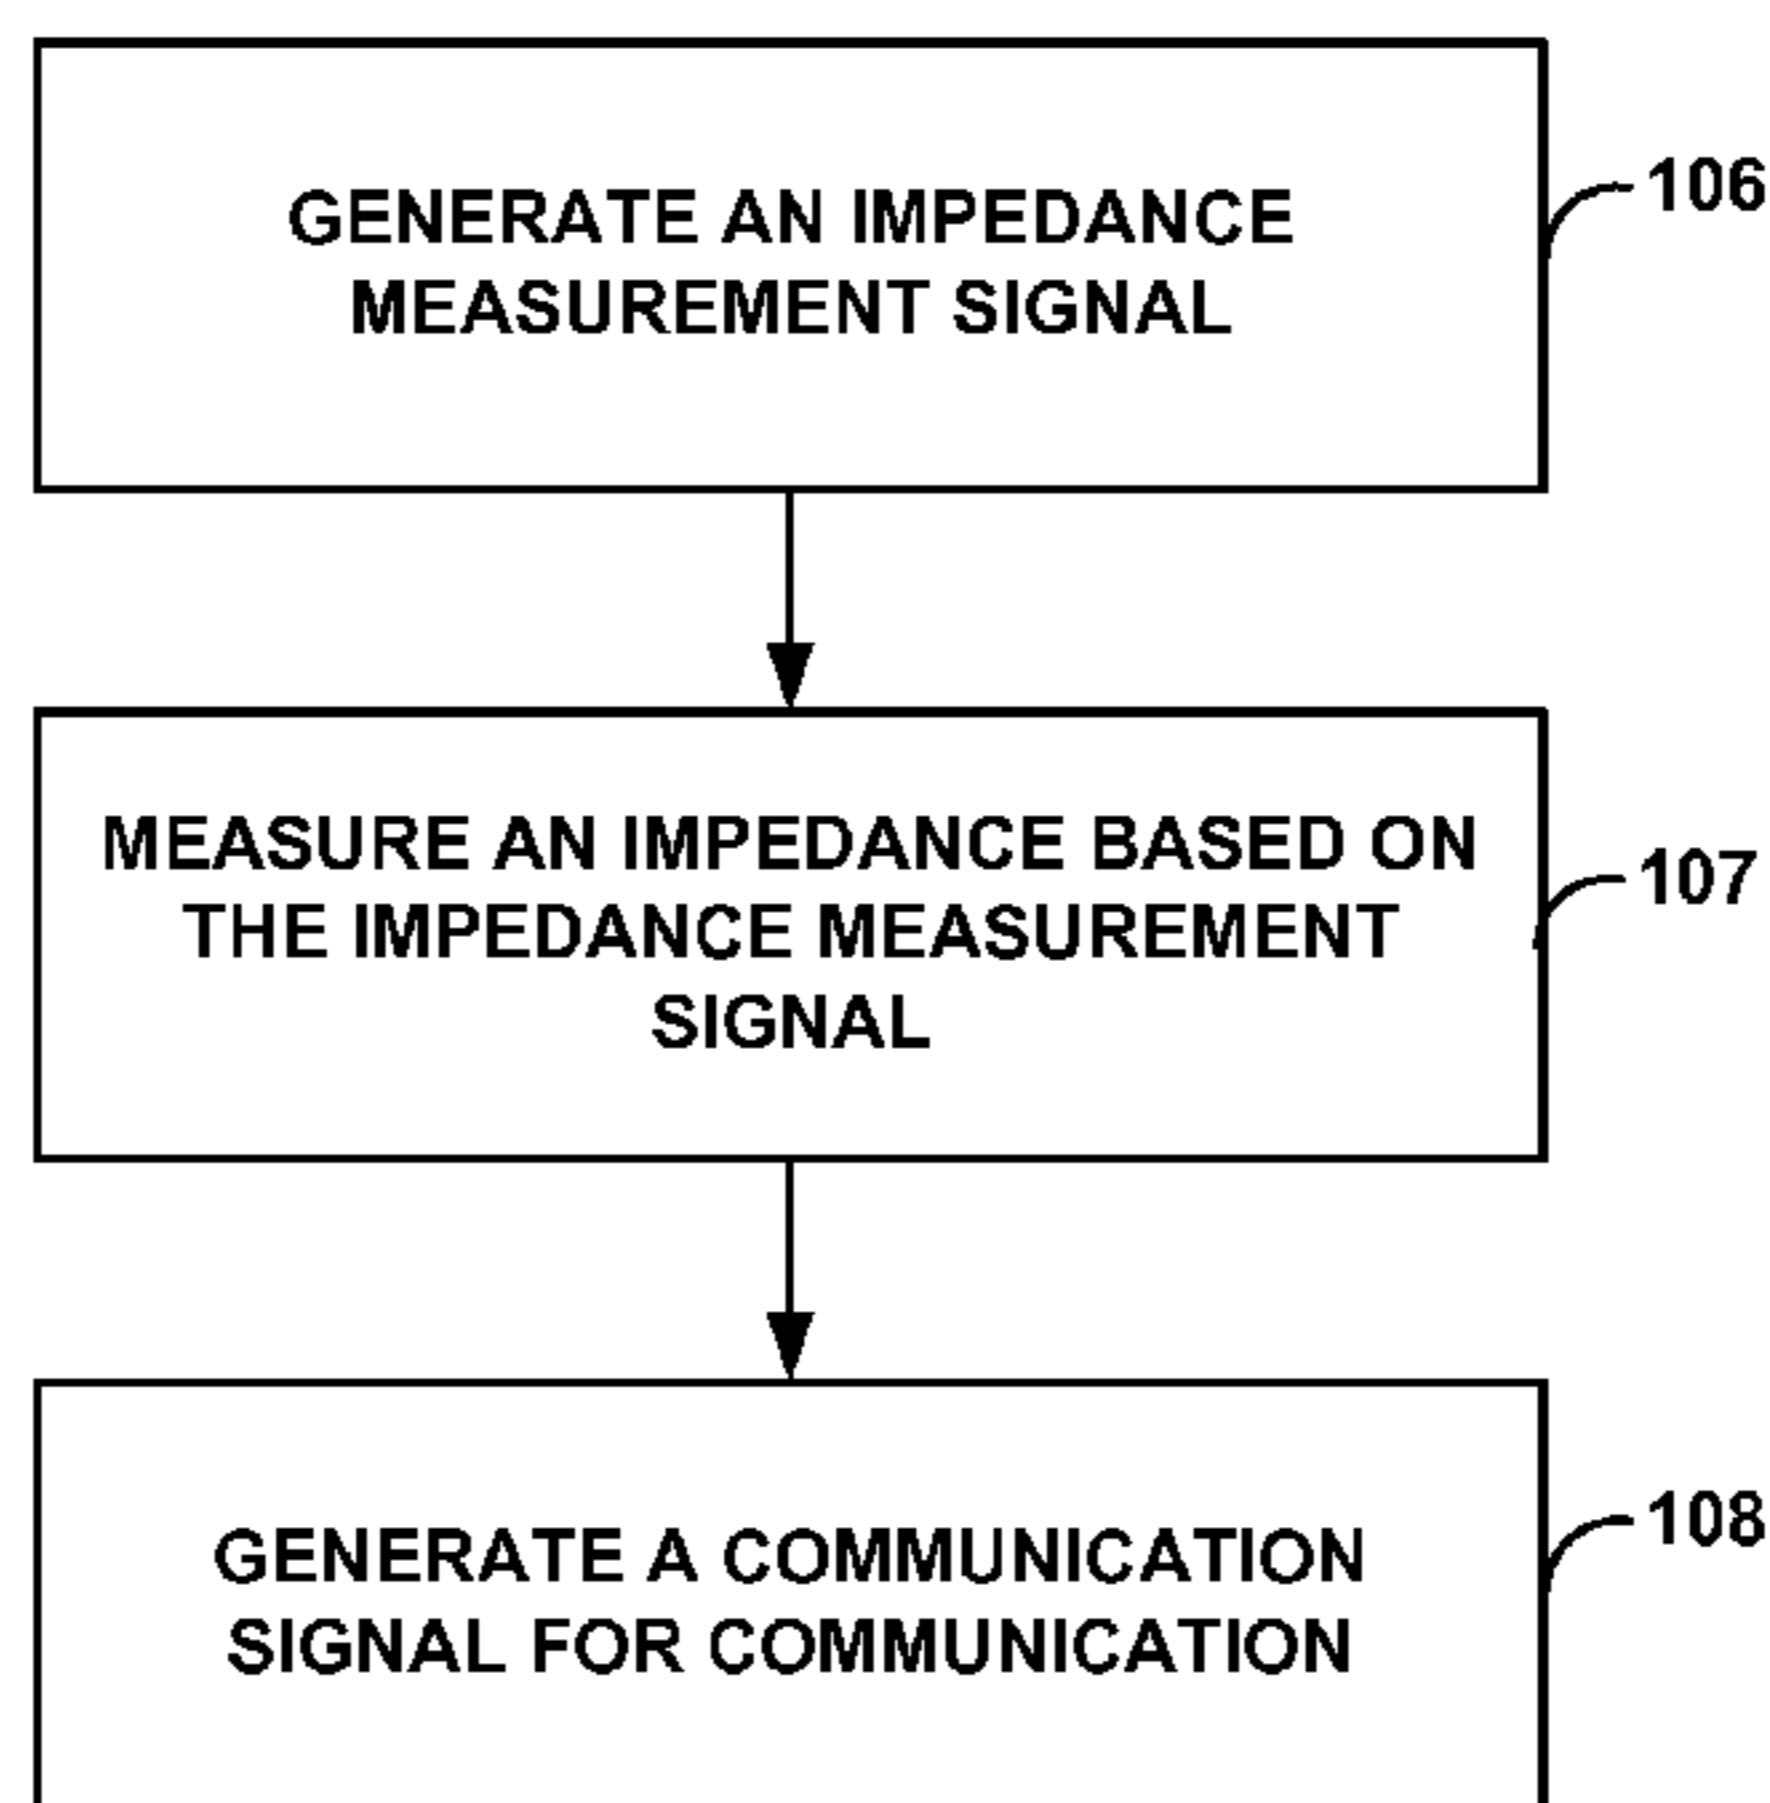 GENERATE AN IMPEDANCE
MEASUREMENT SIGNAL
106
MEASURE AN IMPEDANCE BASED ON
THE IMPEDANCE MEASUREMENT
SIGNAL
107
GENERATE A COMMUNICATION
SIGNAL FOR COMMUNICATION
108